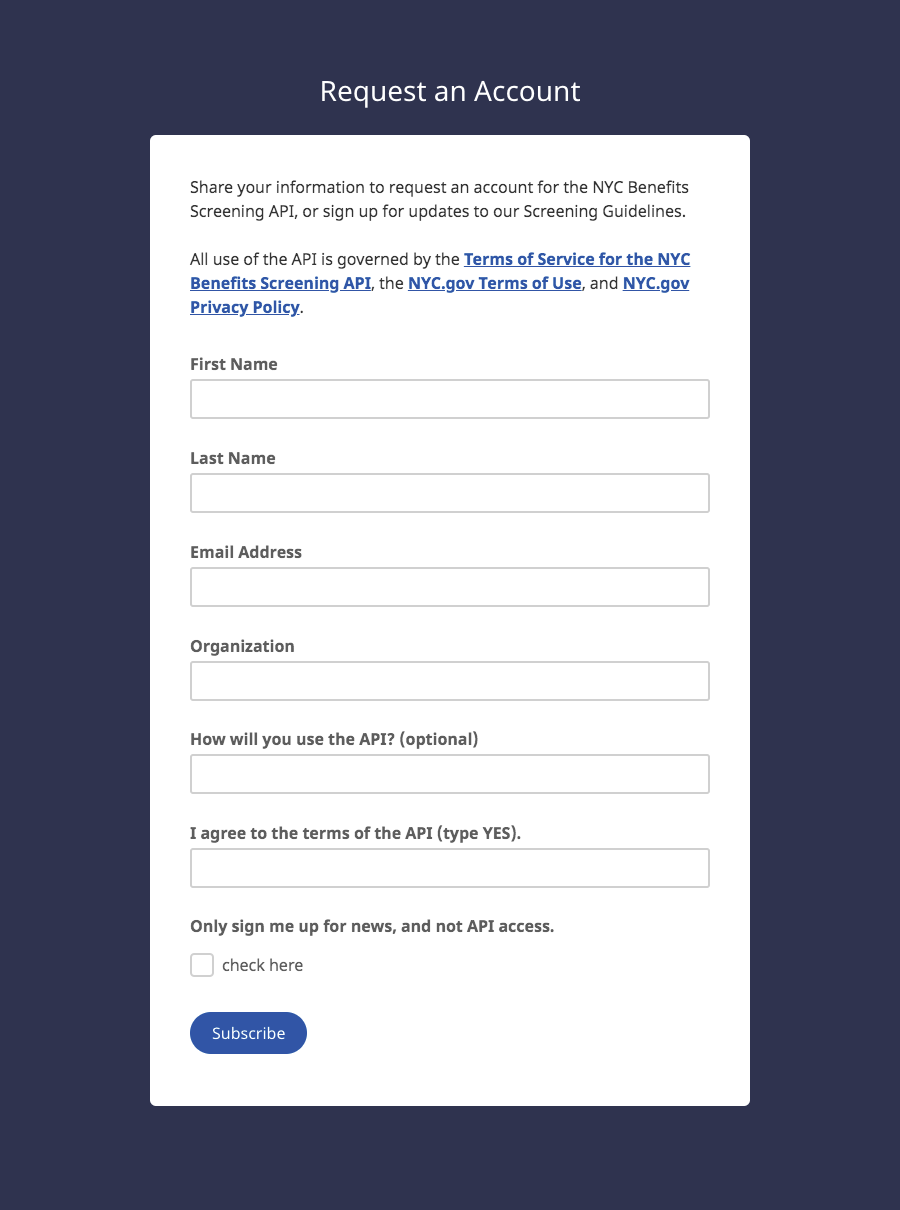 Request an Account
Share your information to request an account for the NYC Benefits
Screening API, or sign up for updates to our Screening Guidelines.
All use of the API is governed by the Terms of Service for the NYC
Benefits Screening API, the NYC.gov Terms of Use, and NYC.gov
Privacy Policy.
First Name
Last Name
Email Address
Organization
How will you use the API? (optional)
I agree to the terms of the API (type YES).
Only sign me up for news, and not API access.
check here
Subscribe